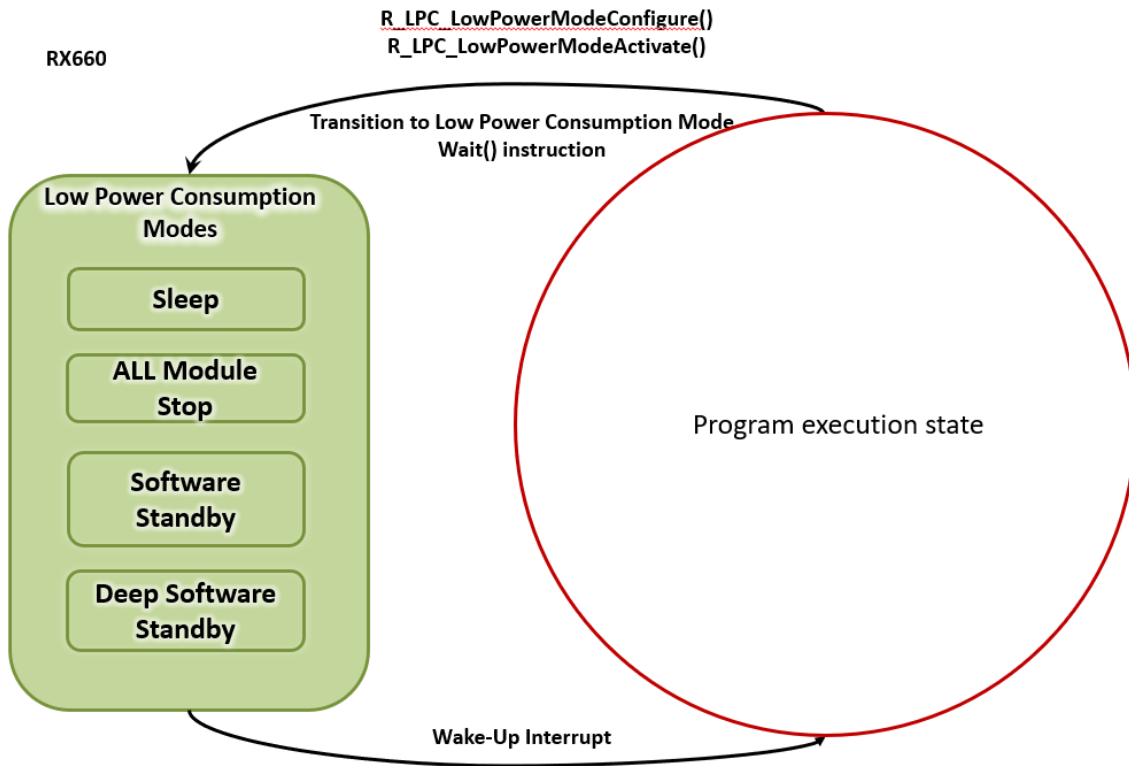 R_LPC_LowPowerModeConfigure()
R_LPC_LowPowerModeActivate()
RX660
Transition to Low Power Consumption Mode
Wait() instruction
Low Power Consumption
Modes
Sleep
ALL Module
Stop
Software
Standby
Deep Software
Standby
Program execution state
Wake-Up Interrupt